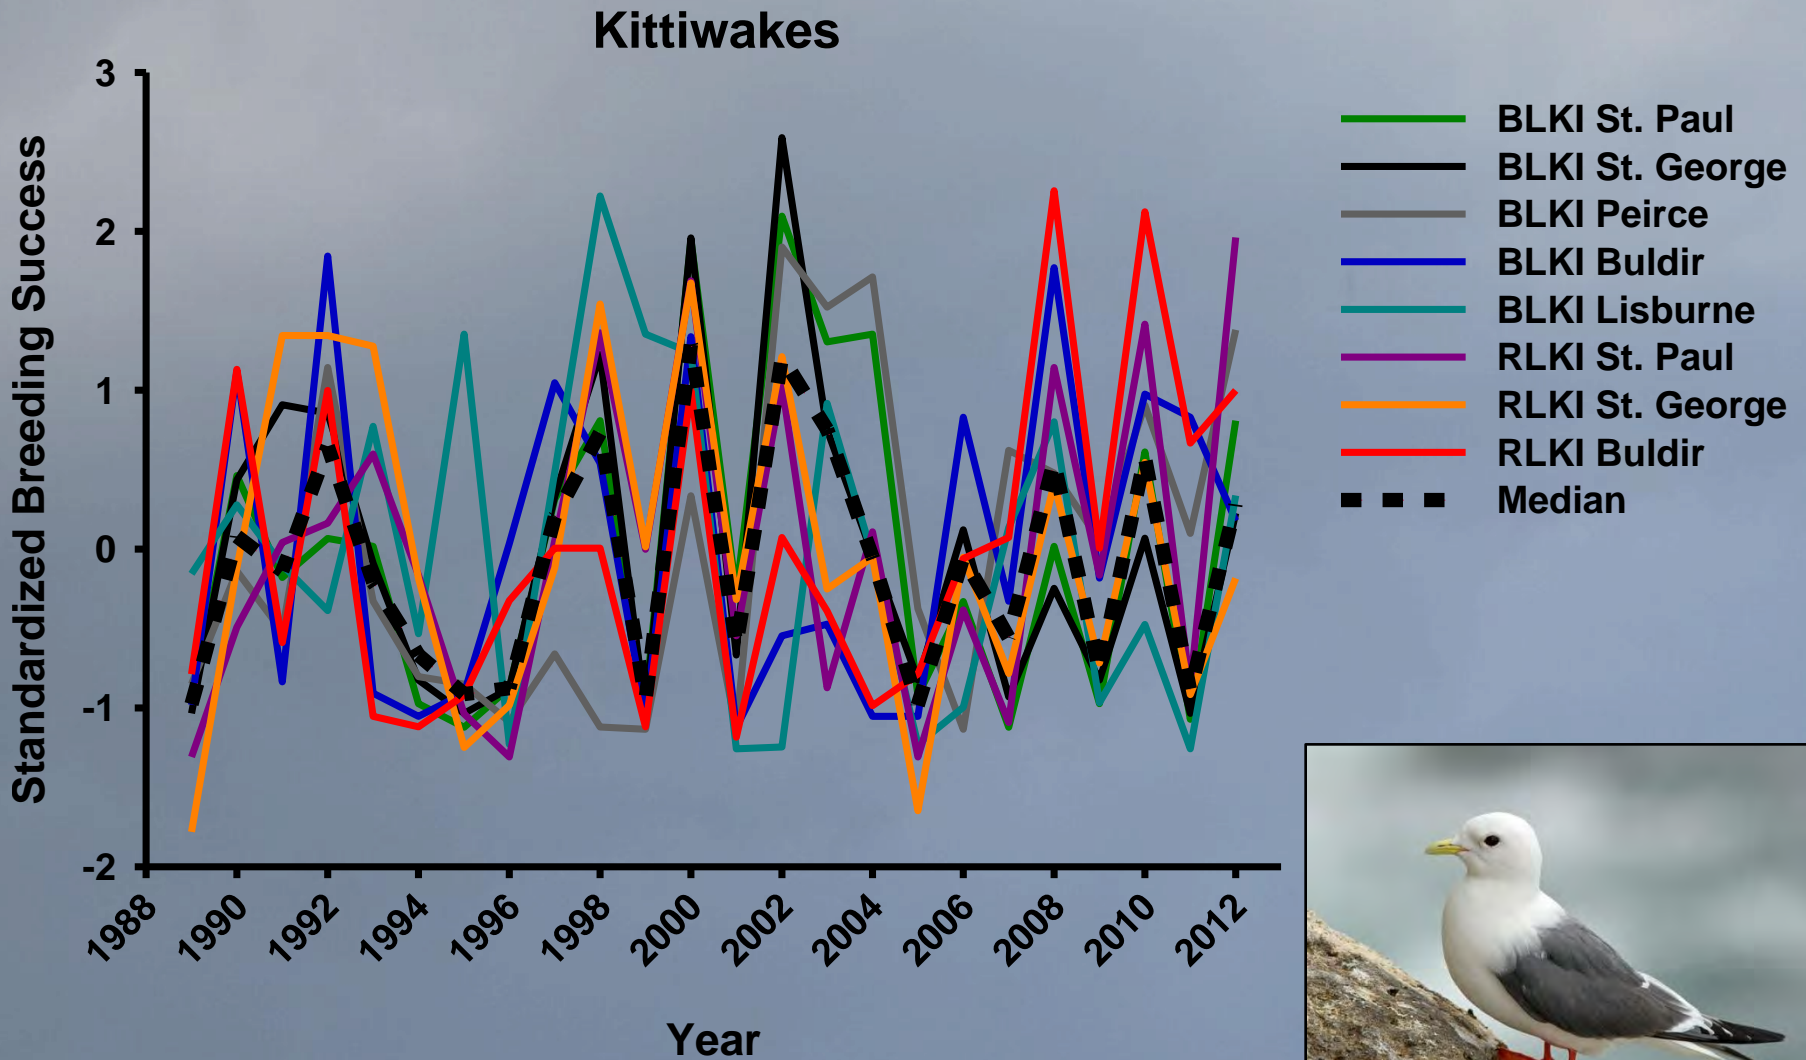 Kittiwakes
Standardized Breeding Success
3
2
1
0
-1
-2
1988
1990
1992
1994
1996
1998
2000
2002
2004
2006
2008
2010
2012
Year
BLKI St. Paul
BLKI St. George
BLKI Peirce
BLKI Buldir
BLKI Lisburne
RLKI St. Paul
RLKI St. George
RLKI Buldir
Median